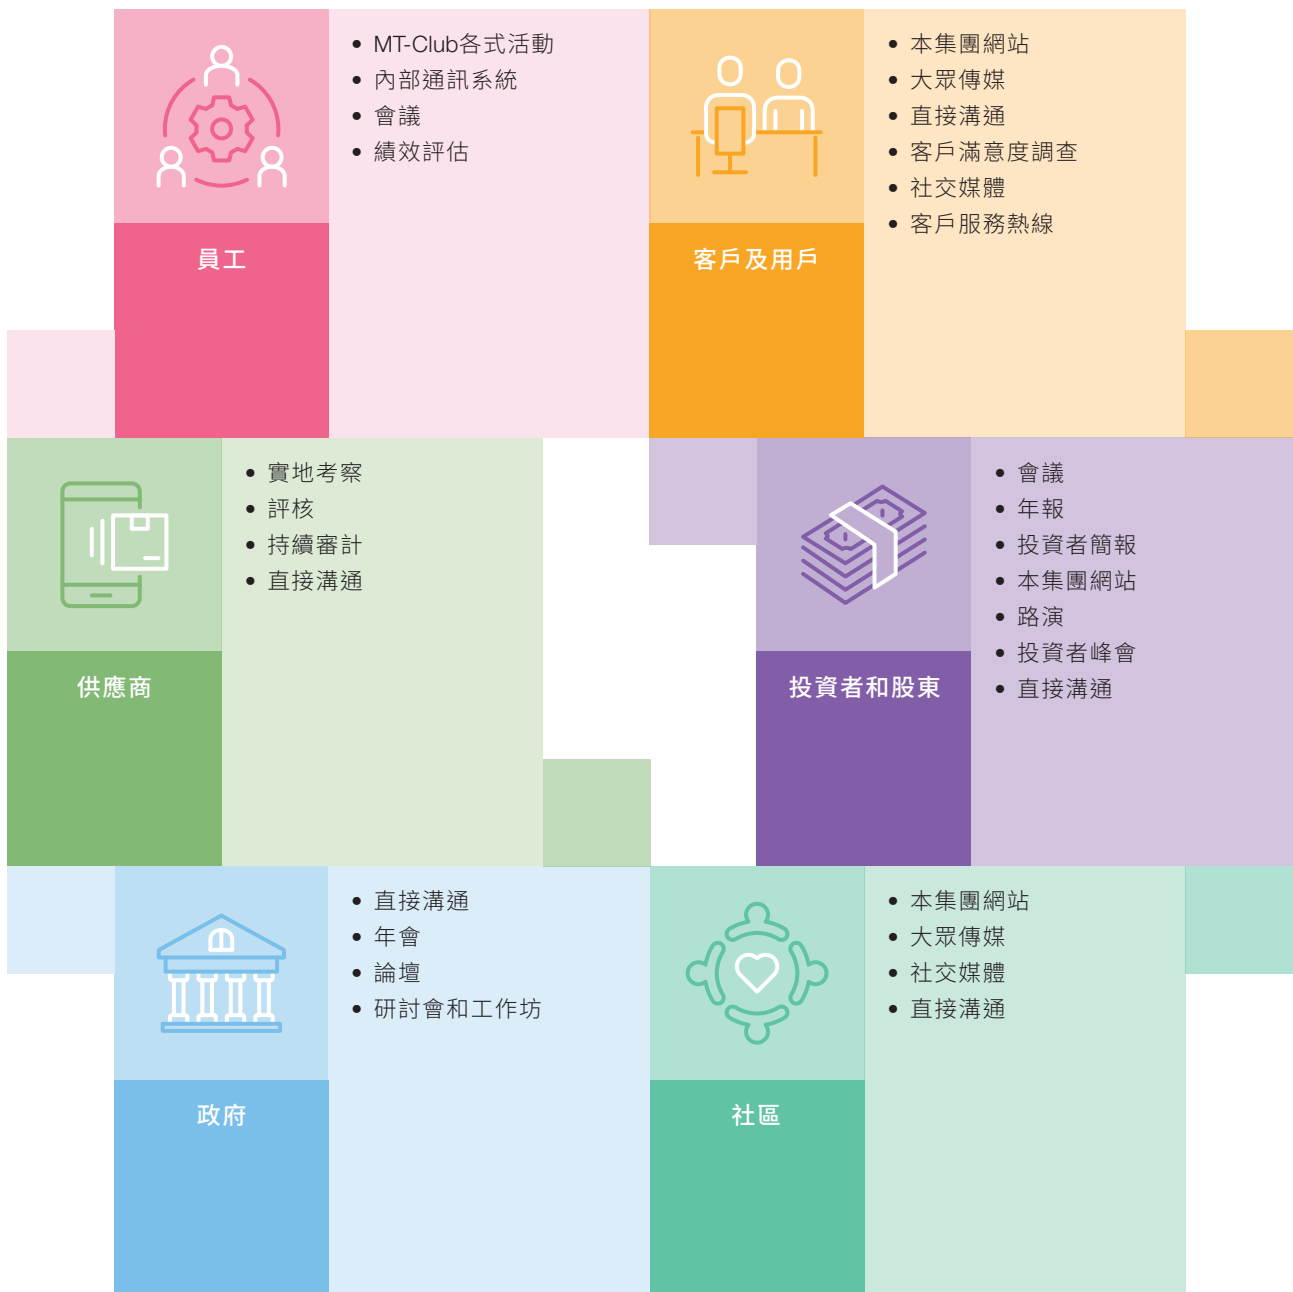 員工
• MT-Club各式活動
• 內部通訊系統
• 會議
• 績效評估
客戶及用戶
• 本集團網站
• 大眾傳媒
• 直接溝通
• 客戶滿意度調查
• 社交媒體
• 客戶服務熱線
供應商
• 實地考察
• 評核
• 持續審計
• 直接溝通
投資者和股東
• 會議
• 年報
• 投資者簡報
• 本集團網站
• 路演
• 投資者峰會
• 直接溝通
政府
• 直接溝通
• 年會
• 論壇
• 研討會和工作坊
社區
• 本集團網站
• 大眾傳媒
• 社交媒體
• 直接溝通